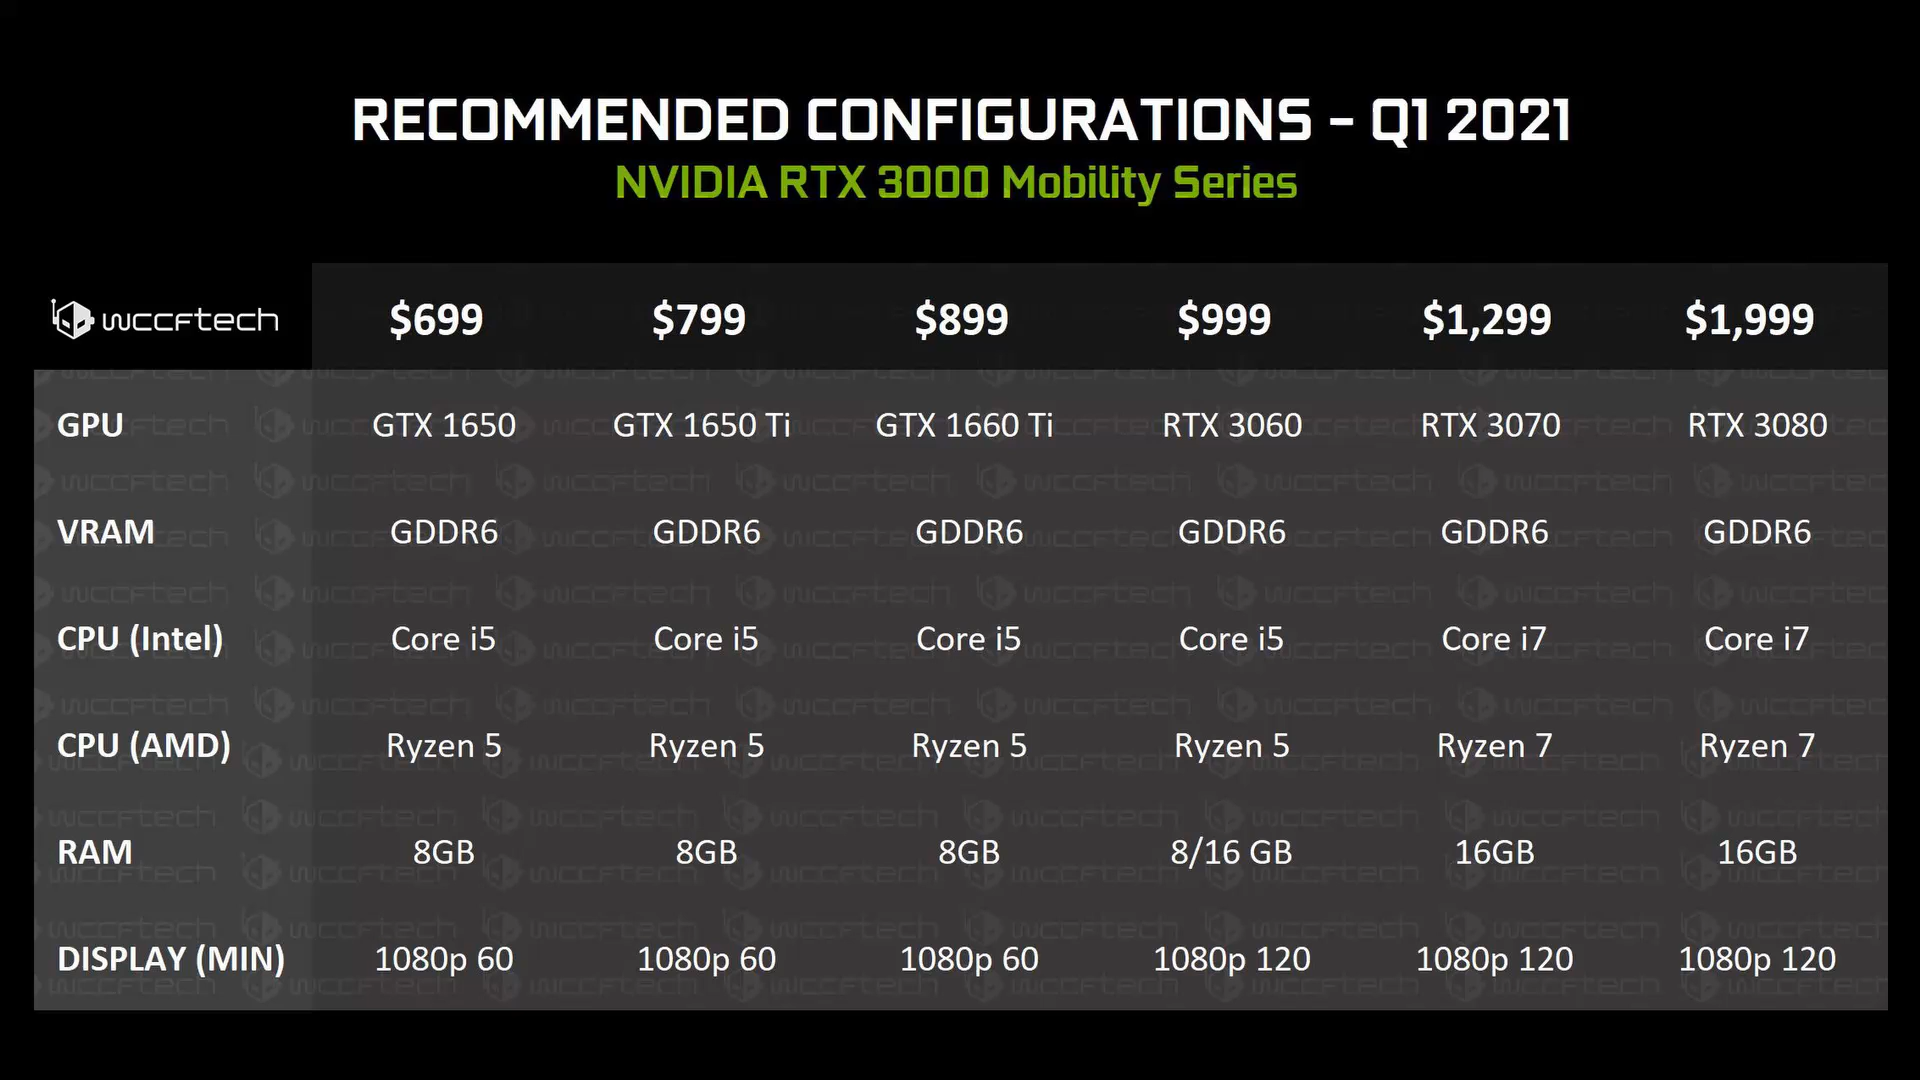 RECOMMENDED CONFIGURATIONS - Q1 2021
NVIDIA RTX 3000 Mobility Series
wccftech $699 $799 $899 $999 $1,299 $1,999
GPU GTX 1650 GTX 1650 Ti GTX 1660 Ti RTX 3060 RTX 3070 RTX 3080
VRAM GDDR6 GDDR6 GDDR6 GDDR6 GDDR6 GDDR6
CPU (Intel) Core i5 Core i5 Core i5 Core i5 Core i7 Core i7
CPU (AMD) Ryzen 5 Ryzen 5 Ryzen 5 Ryzen 5 Ryzen 7 Ryzen 7
RAM 8GB 8GB 8GB 8/16 GB 16GB 16GB
DISPLAY (MIN) 1080p 60 1080p 60 1080p 60 1080p 120 1080p 120 1080p 120